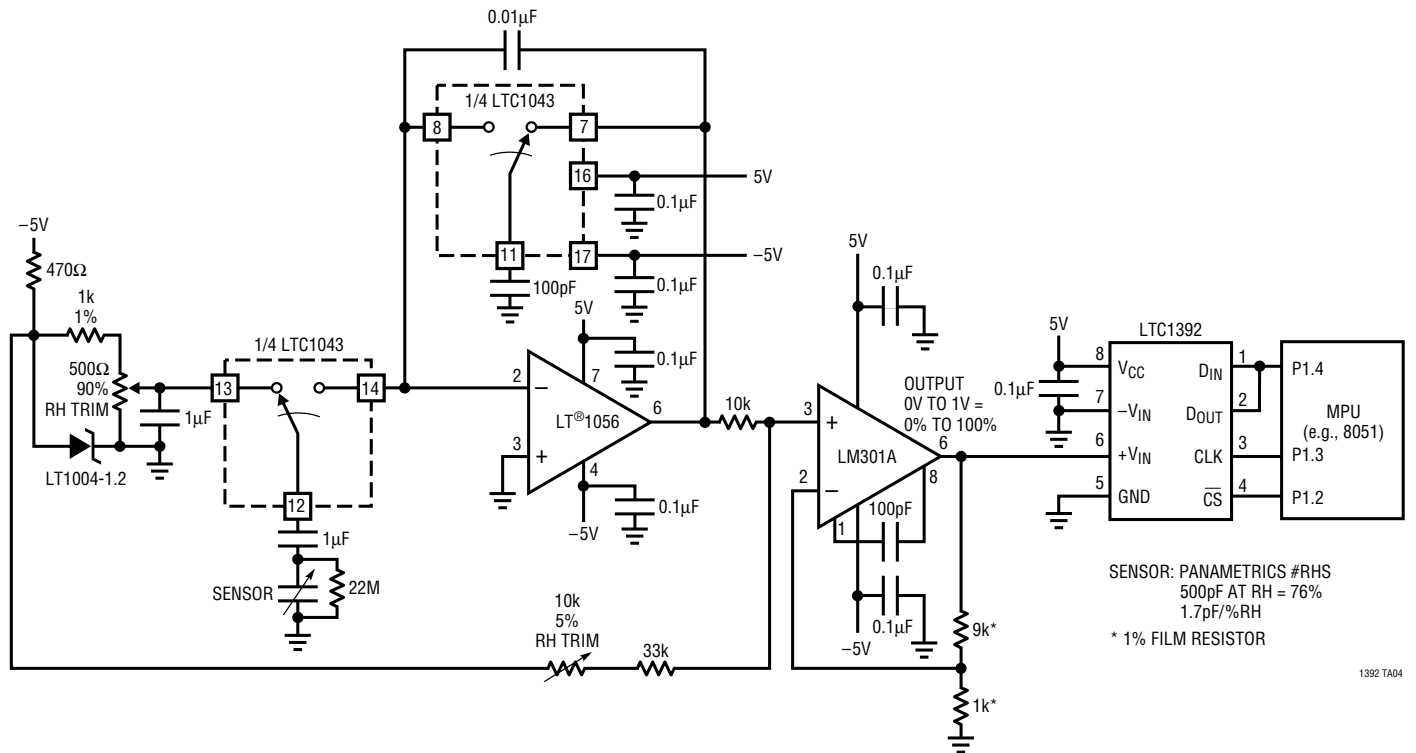 0.01µF
1/4 LTC1043
8
7
16
5V
0.1µF
11
17
–5V
0.1µF
100pF
–5V
470Ω
1k
1%
500Ω
90%
RH TRIM
1µF
LT1004-1.2
1/4 LTC1043
13
14
12
1µF
SENSOR
22M
5V
7
0.1µF
2
–
LT®1056
6
3
+
4
–5V
0.1µF
10k
10k
5%
RH TRIM
33k
5V
0.1µF
3
+
LM301A
2
–
OUTPUT
0V TO 1V =
0% TO 100%
6
8
1
100pF
0.1µF
–5V
9k*
1k*
5V
0.1µF
LTC1392
8
VCC
7
–VIN
6
+VIN
5
GND
DIN
1
DOUT
2
CLK
3
CS
4
P1.4
MPU
(e.g., 8051)
P1.3
P1.2
SENSOR: PANAMETRICS #RHS
500pF AT RH = 76%
1.7pF/%RH
* 1% FILM RESISTOR
1392 TA04